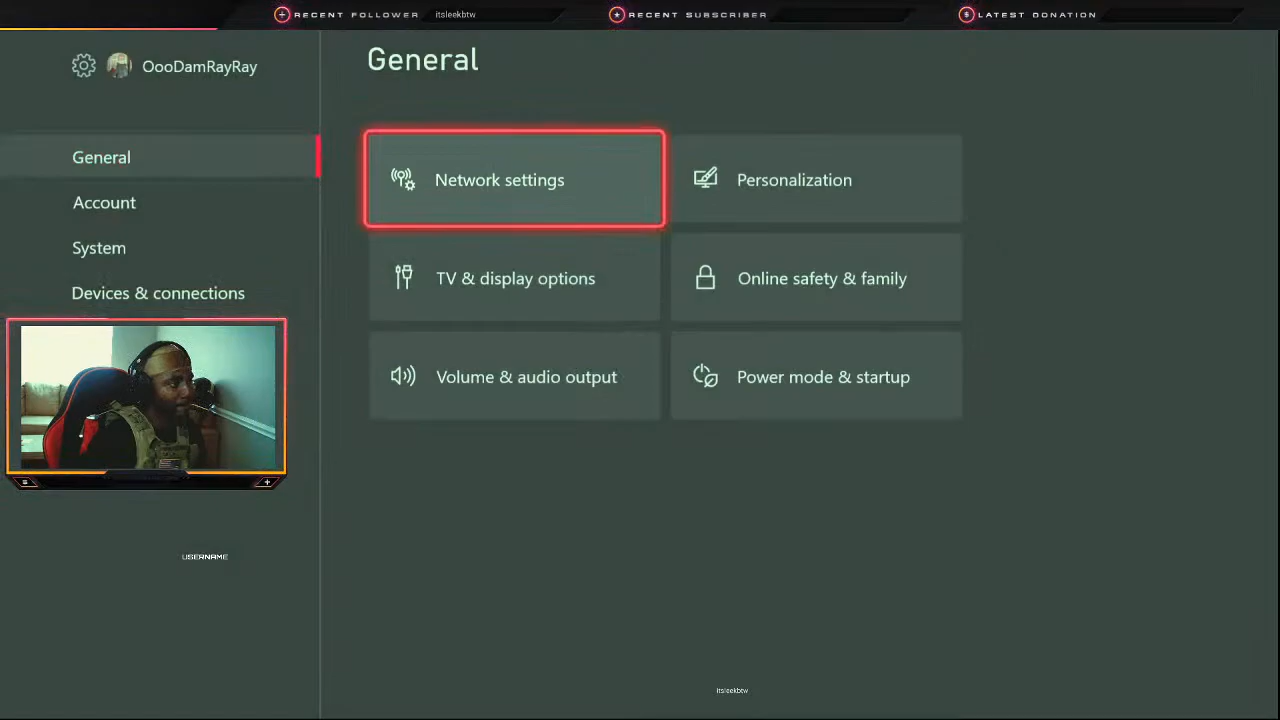 RECENT FOLLOWER itsleekbtw
RECENT SUBSCRIBER
LATEST DONATION
OooDamRayRay
General
General
Account
System
Devices & connections
Network settings
Personalization
TV & display options
Online safety & family
Volume & audio output
Power mode & startup
USERNAME
itsleekbtw